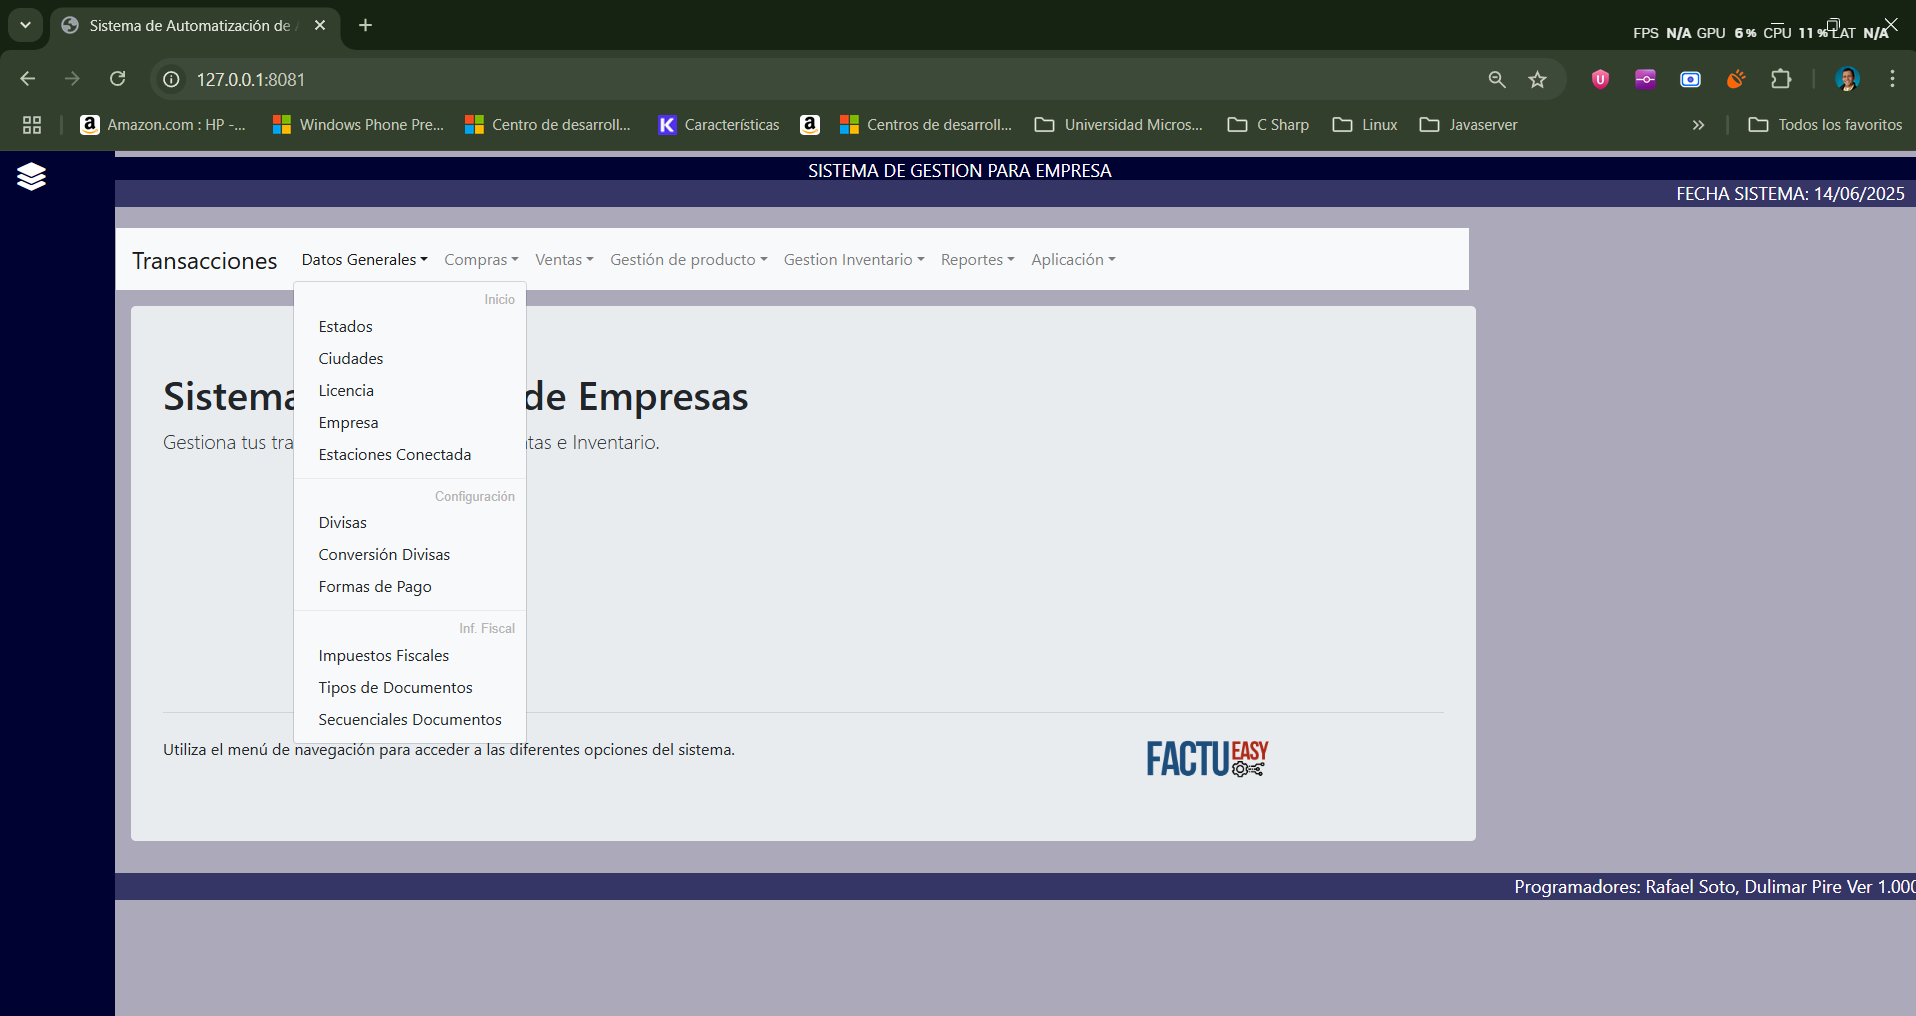 Sistema de Automatización de
FPS N/A GPU 6% CPU 11% LAT N/A
127.0.0.1:8081
Amazon.com : HP -...
Windows Phone Pre...
Centro de desarroll...
Características
Centros de desarroll...
Universidad Micros...
C Sharp
Linux
Javaserver
Todos los favoritos
SISTEMA DE GESTION PARA EMPRESA
FECHA SISTEMA: 14/06/2025
Transacciones Datos Generales Compras Ventas Gestión de producto Gestion Inventario Reportes Aplicación
Inicio
Estados
Ciudades
Licencia
Empresa
Estaciones Conectada
Configuración
Divisas
Conversión Divisas
Formas de Pago
Inf. Fiscal
Impuestos Fiscales
Tipos de Documentos
Secuenciales Documentos
Sistema de Empresas
Gestiona tus e Inventario.
Utiliza el menú de navegación para acceder a las diferentes opciones del sistema.
FACTUEASY
Programadores: Rafael Soto, Dulimar Pire Ver 1.000